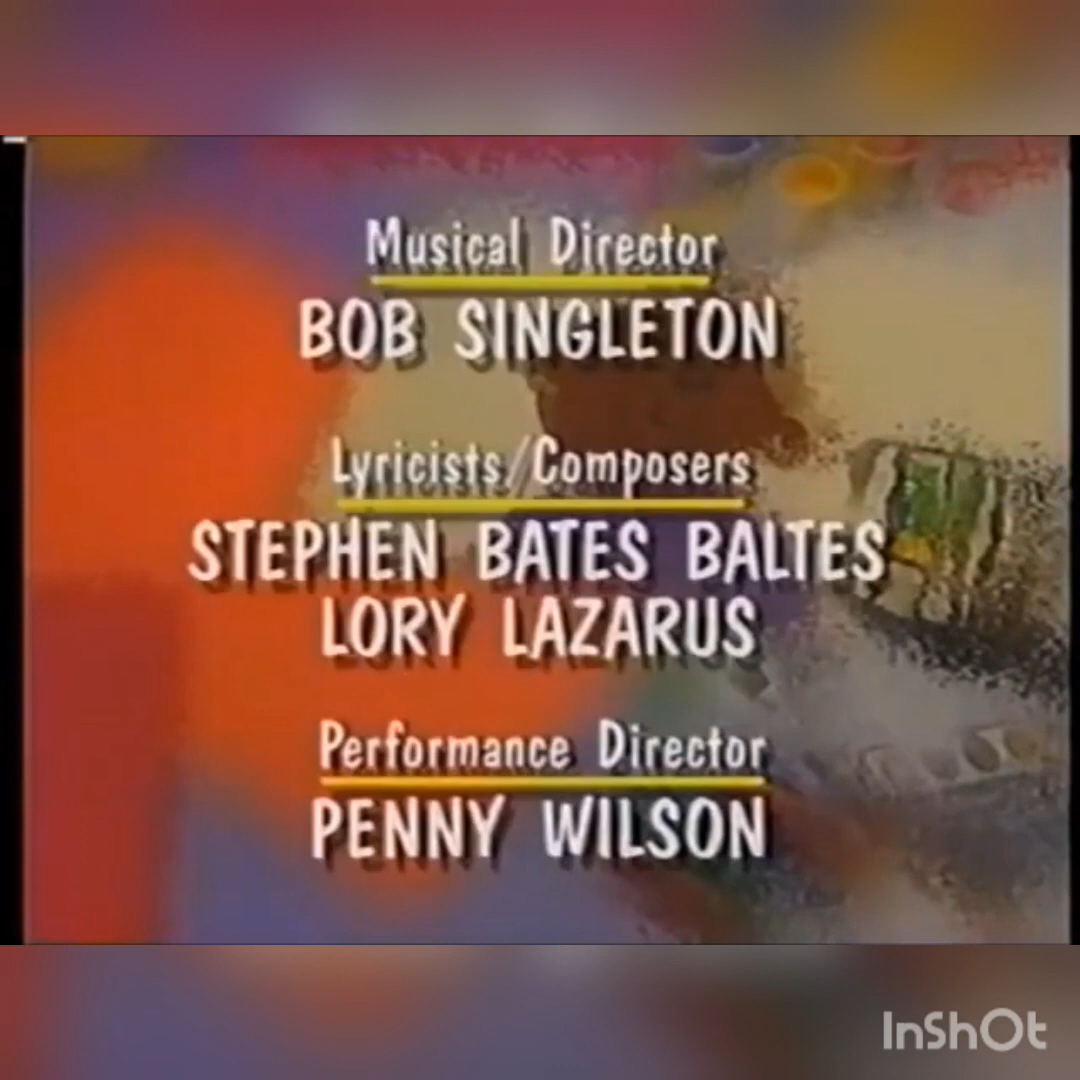 Musical Director
BOB SINGLETON
Lyricists/Composers
STEPHEN BATES BALTES
LORY LAZARUS
Performance Director
PENNY WILSON
InShOt